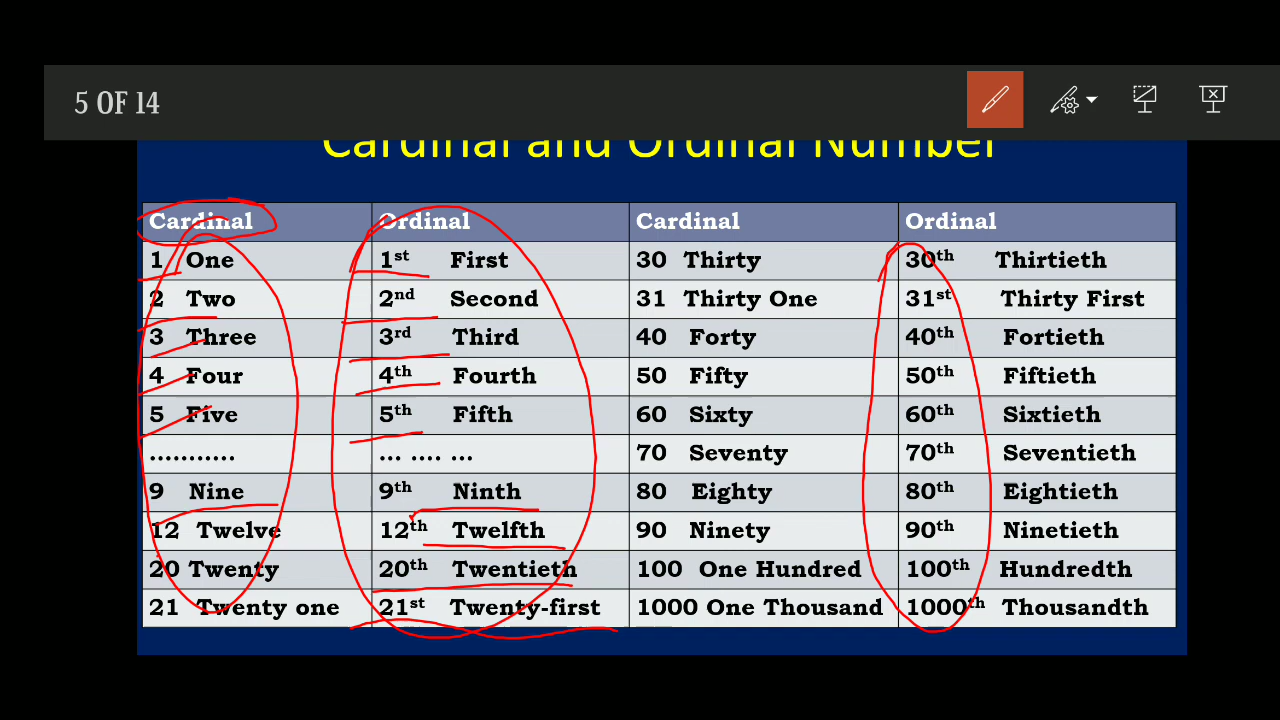 5 OF 14
Cardinal and Ordinal Number
Cardinal Ordinal Cardinal Ordinal
1 One 1st First 30 Thirty 30th Thirtieth
2 Two 2nd Second 31 Thirty One 31st Thirty First
3 Three 3rd Third 40 Forty 40th Fortieth
4 Four 4th Fourth 50 Fifty 50th Fiftieth
5 Five 5th Fifth 60 Sixty 60th Sixtieth
........... ... .... ... 70 Seventy 70th Seventieth
9 Nine 9th Ninth 80 Eighty 80th Eightieth
12 Twelve 12th Twelfth 90 Ninety 90th Ninetieth
20 Twenty 20th Twentieth 100 One Hundred 100th Hundredth
21 Twenty one 21st Twenty-first 1000 One Thousand 1000th Thousandth